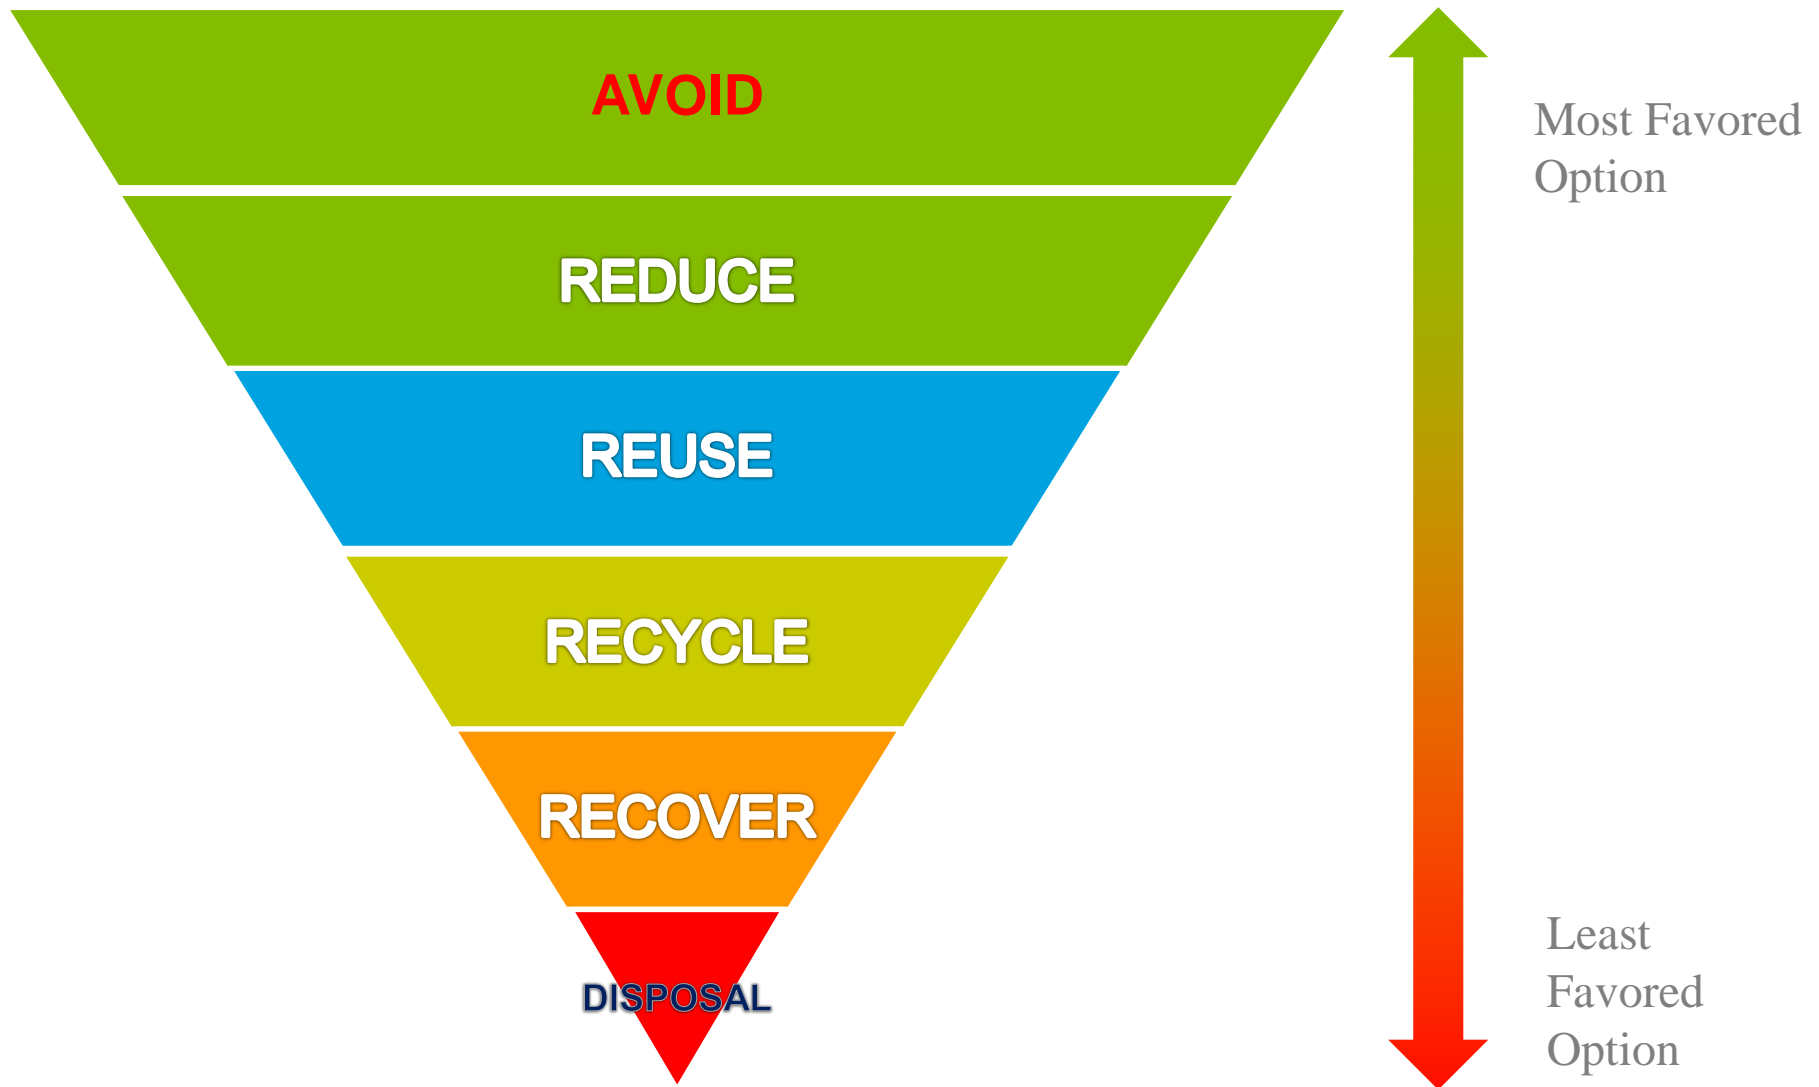 AVOID
Most Favored
Option
REDUCE
REUSE
RECYCLE
RECOVER
Least
Favored
Option
DISPOSAL